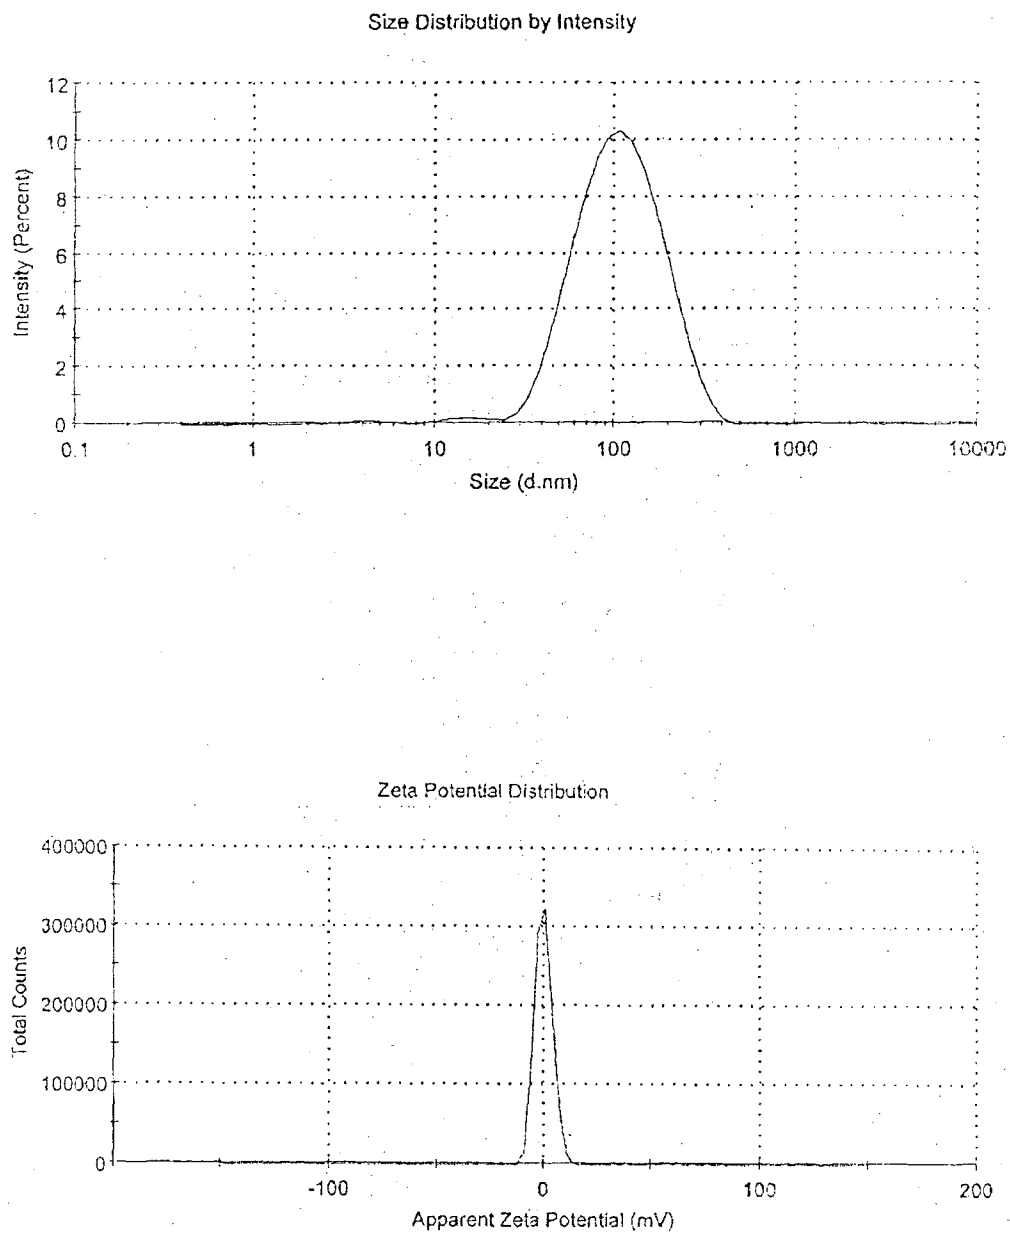 Size Distribution by Intensity
12
10
8
6
4
2
0
Intensity (Percent)
0.1 1 10 100 1000 10000
Size (d.nm)
Zeta Potential Distribution
400000
300000
200000
100000
0
Total Counts
-100 0 100 200
Apparent Zeta Potential (mV)